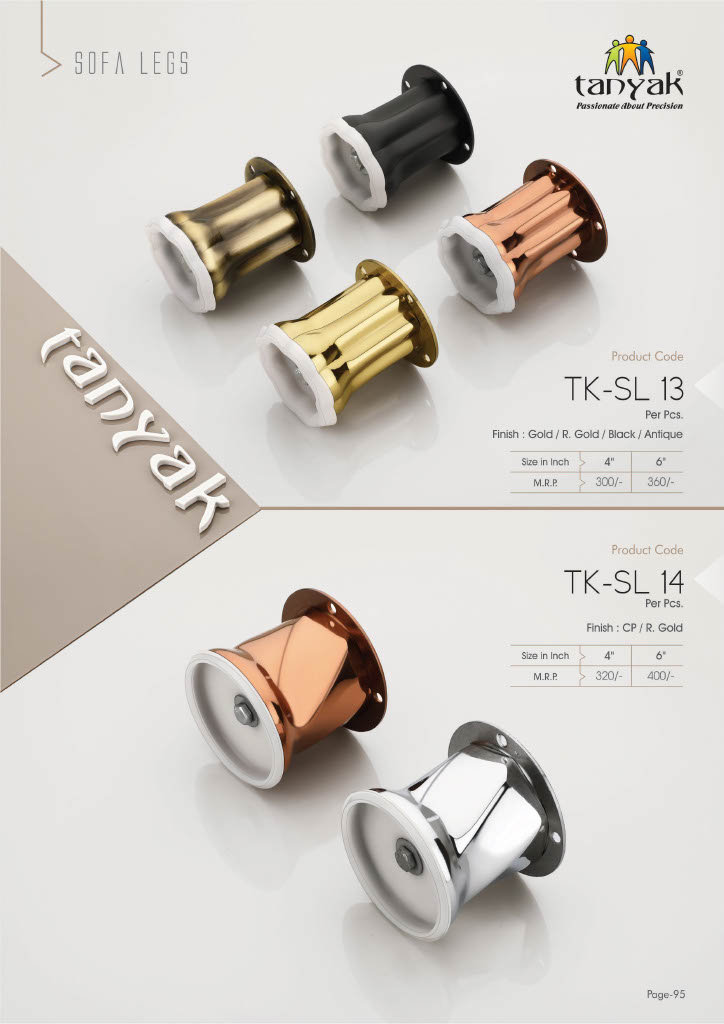 SOFA LEGS
tanyak®
Passionate About Precision
Product Code
TK-SL 13
Per Pcs.
Finish : Gold / R. Gold / Black / Antique
Size in Inch 4" 6"
M.R.P. 300/- 360/-
tanyak
Product Code
TK-SL 14
Per Pcs.
Finish : CP / R. Gold
Size in Inch 4" 6"
M.R.P. 320/- 400/-
Page-95